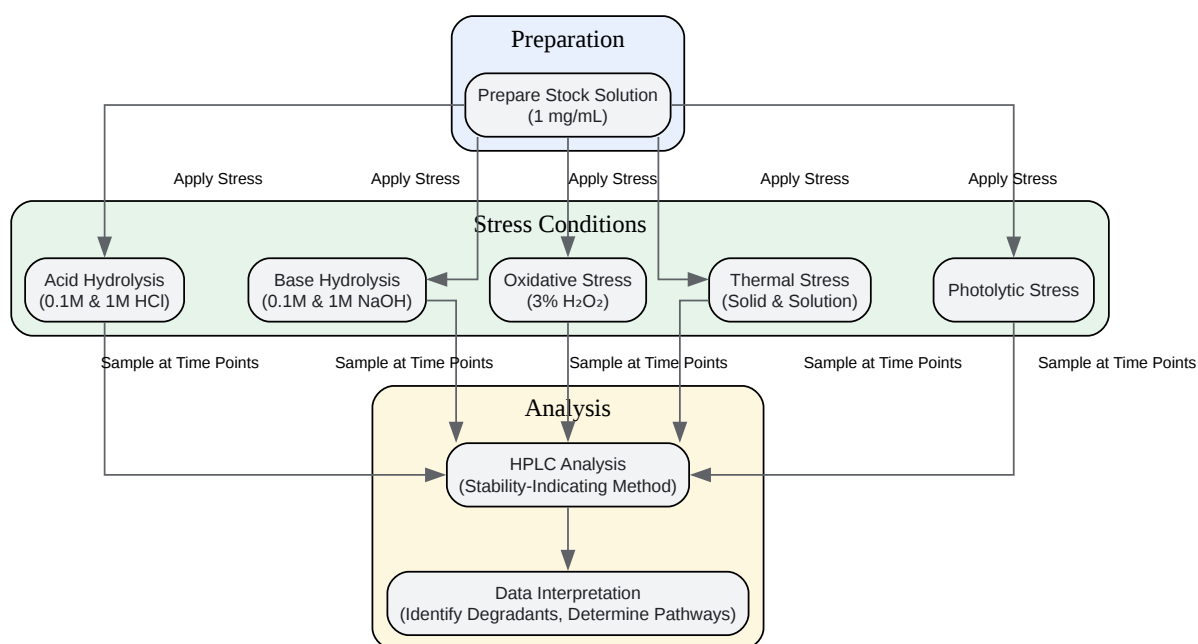 Preparation
Prepare Stock Solution
(1 mg/mL)
Apply Stress
Apply Stress
Apply Stress
Apply Stress
Apply Stress
Stress Conditions
Acid Hydrolysis
(0.1M & 1M HCl)
Base Hydrolysis
(0.1M & 1M NaOH)
Oxidative Stress
(3% H₂O₂)
Thermal Stress
(Solid & Solution)
Photolytic Stress
Sample at Time Points
Sample at Time Points
Sample at Time Points
Sample at Time Points
Sample at Time Points
Analysis
HPLC Analysis
(Stability-Indicating Method)
Data Interpretation
(Identify Degradants, Determine Pathways)